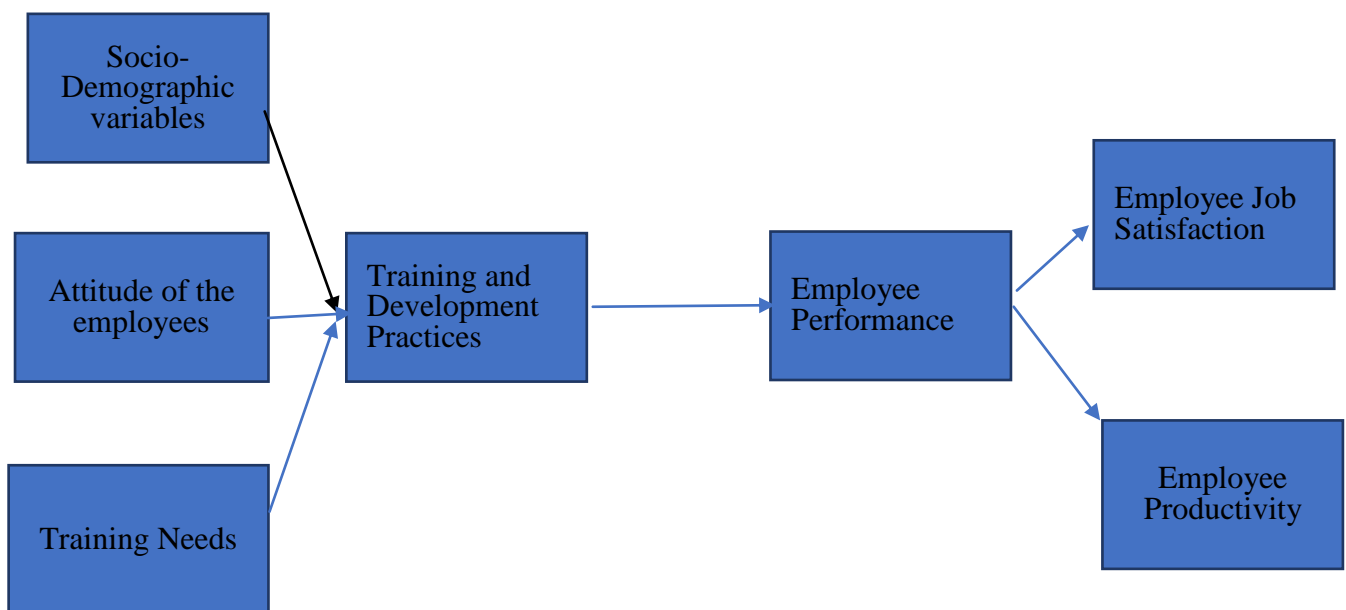 Socio-
Demographic
variables
Attitude of the
employees
Training Needs
Training and
Development
Practices
Employee
Performance
Employee Job
Satisfaction
Employee
Productivity